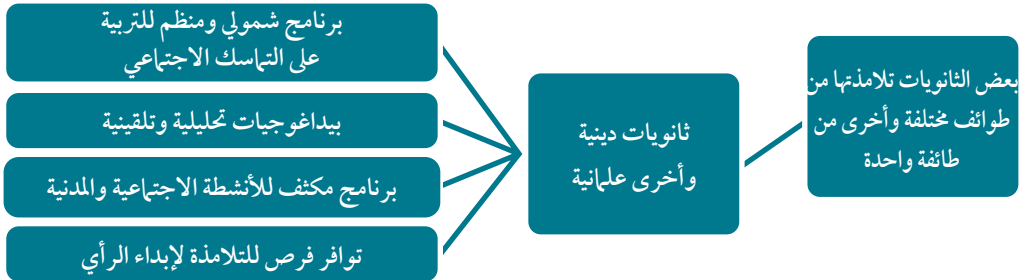 بعض الثانويات تلامذتها من
طوائف مختلفة وأخرى من
طائفة واحدة
ثانويات دينية
وأخرى علمانية
برنامج شمولي ومنظم للتربية
على التماسك الاجتماعي
بيداغوجيات تحليلية وتلقينية
برنامج مكثف للأنشطة الاجتماعية والمدنية
توافر فرص للتلامذة لإبداء الرأي